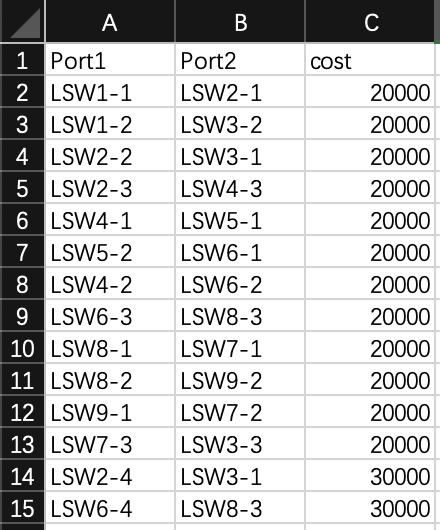 A B C
1 Port1 Port2 cost
2 LSW1-1 LSW2-1 20000
3 LSW1-2 LSW3-2 20000
4 LSW2-2 LSW3-1 20000
5 LSW2-3 LSW4-3 20000
6 LSW4-1 LSW5-1 20000
7 LSW5-2 LSW6-1 20000
8 LSW4-2 LSW6-2 20000
9 LSW6-3 LSW8-3 20000
10 LSW8-1 LSW7-1 20000
11 LSW8-2 LSW9-2 20000
12 LSW9-1 LSW7-2 20000
13 LSW7-3 LSW3-3 20000
14 LSW2-4 LSW3-1 30000
15 LSW6-4 LSW8-3 30000